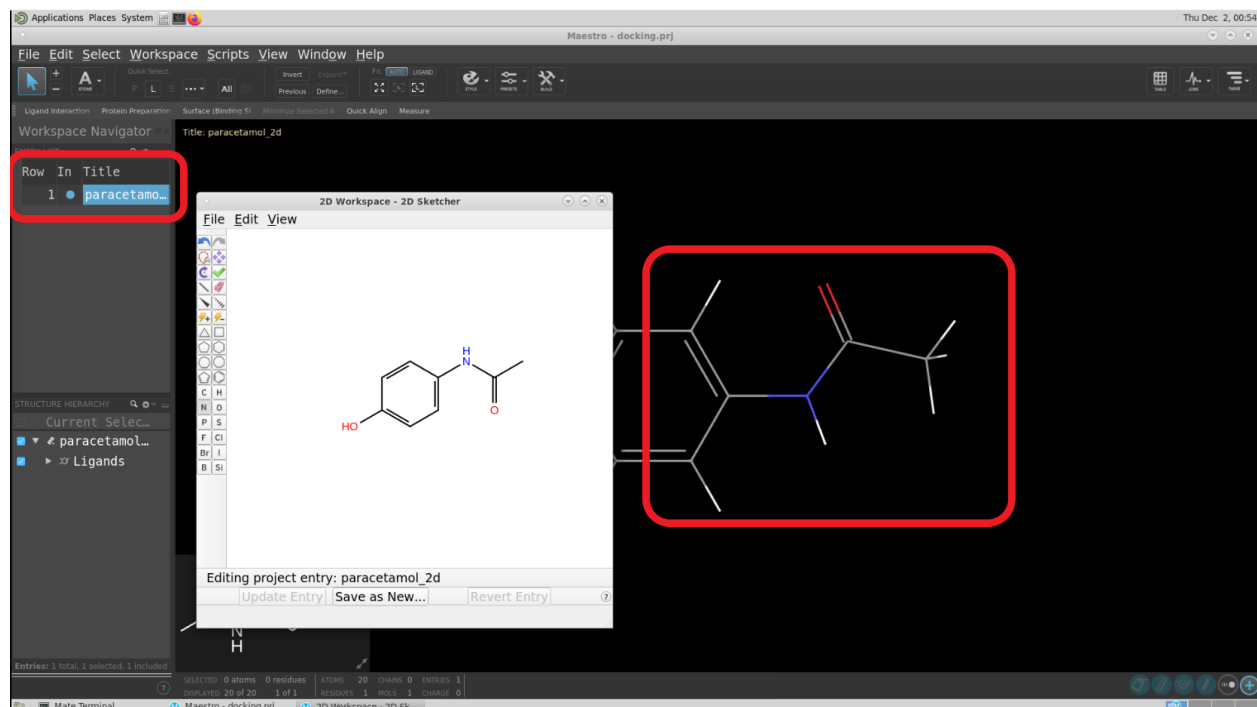 Applications Places System
Thu Dec 2, 00:54
Maestro - docking.prj
File Edit Select Workspace Scripts View Window Help
Quick Select:
Invert Expand
Fit: AUTO LIGAND
ATOMS
P L S
All
Previous Define...
STYLE
PRESETS
BUILD
TABLE
JOBS
TASKS
Ligand Interaction Protein Preparation Surface (Binding Si Minimize Selected A Quick Align Measure
Workspace Navigator
Title: paracetamol_2d
Row In Title
1 paracetamo...
2D Workspace - 2D Sketcher
File Edit View
C H
N O
P S
F Cl
Br I
B Si
H
N
O
HO
STRUCTURE HIERARCHY
Current Selec...
paracetamol...
Ligands
Editing project entry: paracetamol_2d
Update Entry Save as New... Revert Entry
N
H
Entries: 1 total, 1 selected, 1 included
SELECTED 0 atoms 0 residues ATOMS 20 CHAINS 0 ENTRIES 1
DISPLAYED 20 of 20 1 of 1 RESIDUES 1 MOLS 1 CHARGE 0
Mate Terminal Maestro - docking.prj 2D Workspace - 2D Sk...